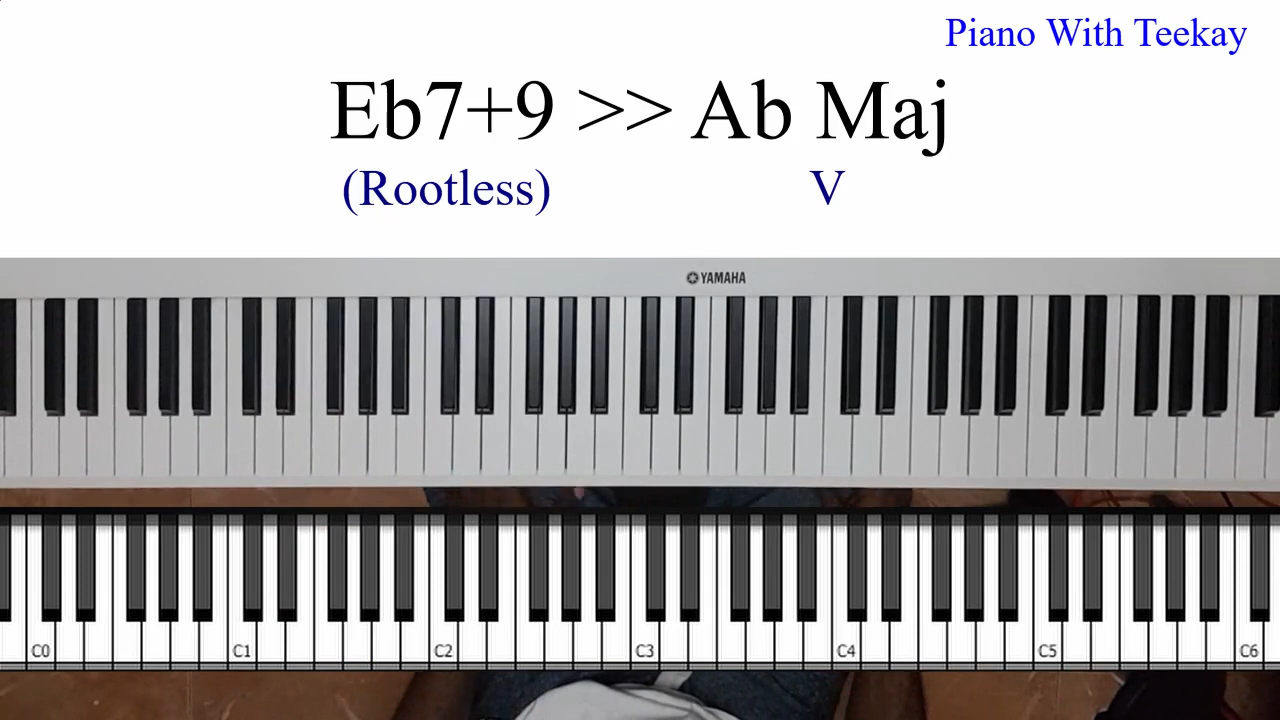 Piano With Teekay
Eb7+9 >> Ab Maj
(Rootless) V
YAMAHA
C0 C1 C2 C3 C4 C5 C6